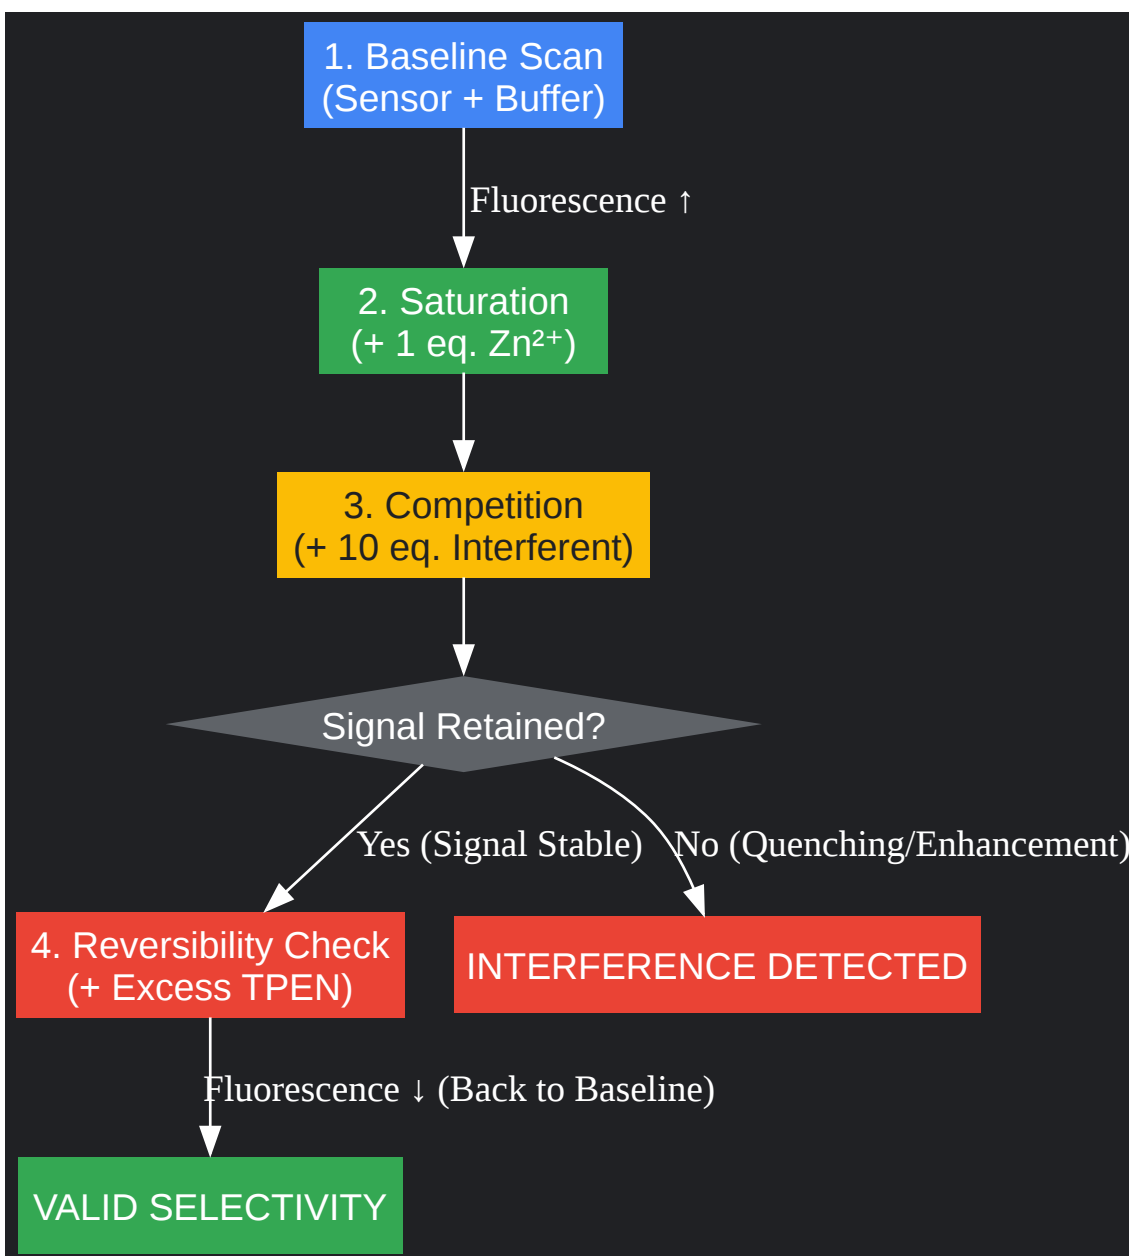 1. Baseline Scan
(Sensor + Buffer)
Fluorescence ↑
2. Saturation
(+ 1 eq. Zn²⁺)
3. Competition
(+ 10 eq. Interferent)
Signal Retained?
Yes (Signal Stable)
No (Quenching/Enhancement)
4. Reversibility Check
(+ Excess TPEN)
INTERFERENCE DETECTED
Fluorescence ↓ (Back to Baseline)
VALID SELECTIVITY